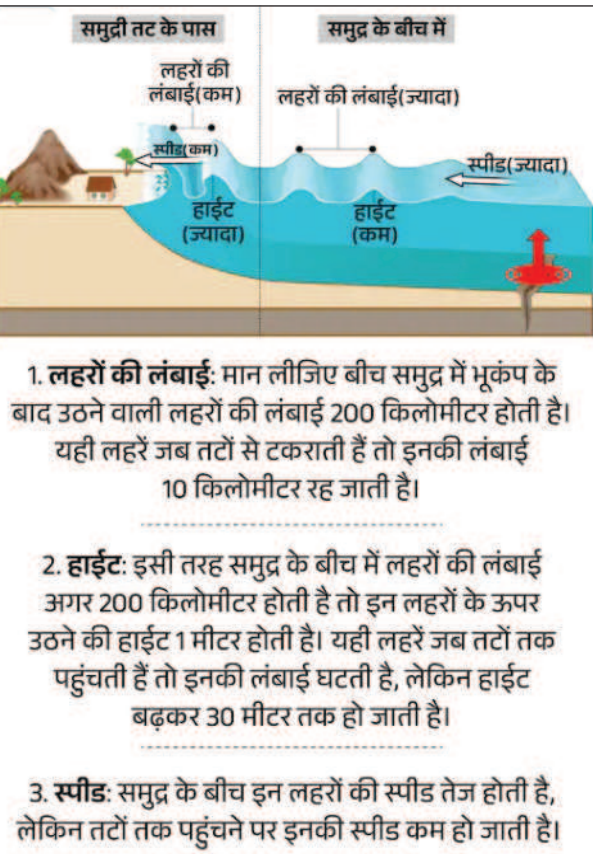 समुद्री तट के पास
समुद्र के बीच में
लहरों की
लंबाई(कम)
लहरों की लंबाई(ज्यादा)
स्पीड(कम)
स्पीड(ज्यादा)
हाईट
(ज्यादा)
हाईट
(कम)
1. लहरों की लंबाई: मान लीजिए बीच समुद्र में भूकंप के
बाद उठने वाली लहरों की लंबाई 200 किलोमीटर होती है।
यही लहरें जब तटों से टकराती हैं तो इनकी लंबाई
10 किलोमीटर रह जाती है।
2. हाईट: इसी तरह समुद्र के बीच में लहरों की लंबाई
अगर 200 किलोमीटर होती है तो इन लहरों के ऊपर
उठने की हाईट 1 मीटर होती है। यही लहरें जब तटों तक
पहुंचती हैं तो इनकी लंबाई घटती है, लेकिन हाईट
बढ़कर 30 मीटर तक हो जाती है।
3. स्पीड: समुद्र के बीच इन लहरों की स्पीड तेज होती है,
लेकिन तटों तक पहुंचने पर इनकी स्पीड कम हो जाती है।